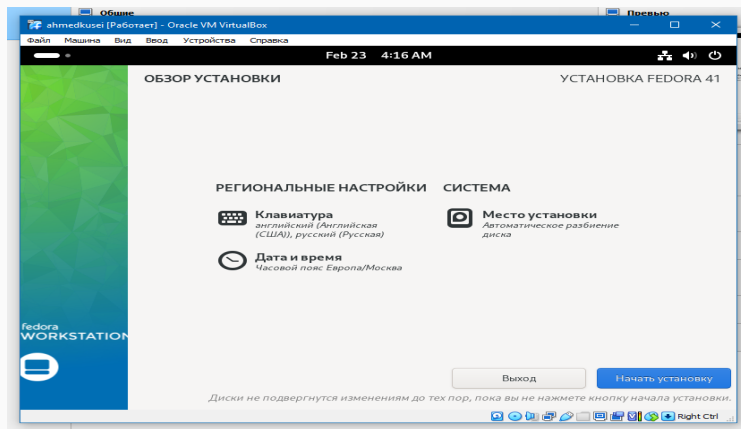 Общие
Превью
ahmedkusei [Работает] - Oracle VM VirtualBox
Файл Машина Вид Ввод Устройства Справка
Feb 23 4:16 AM
ОБЗОР УСТАНОВКИ
УСТАНОВКА FEDORA 41
РЕГИОНАЛЬНЫЕ НАСТРОЙКИ
СИСТЕМА
Клавиатура
английский (Английская
(США)), русский (Русская)
Место установки
Автоматическое разбиение
диска
Дата и время
Часовой пояс Европа/Москва
fedora
WORKSTATION
Выход
Начать установку
Диски не подвергнутся изменениям до тех пор, пока вы не нажмете кнопку начала установки.
Right Ctrl